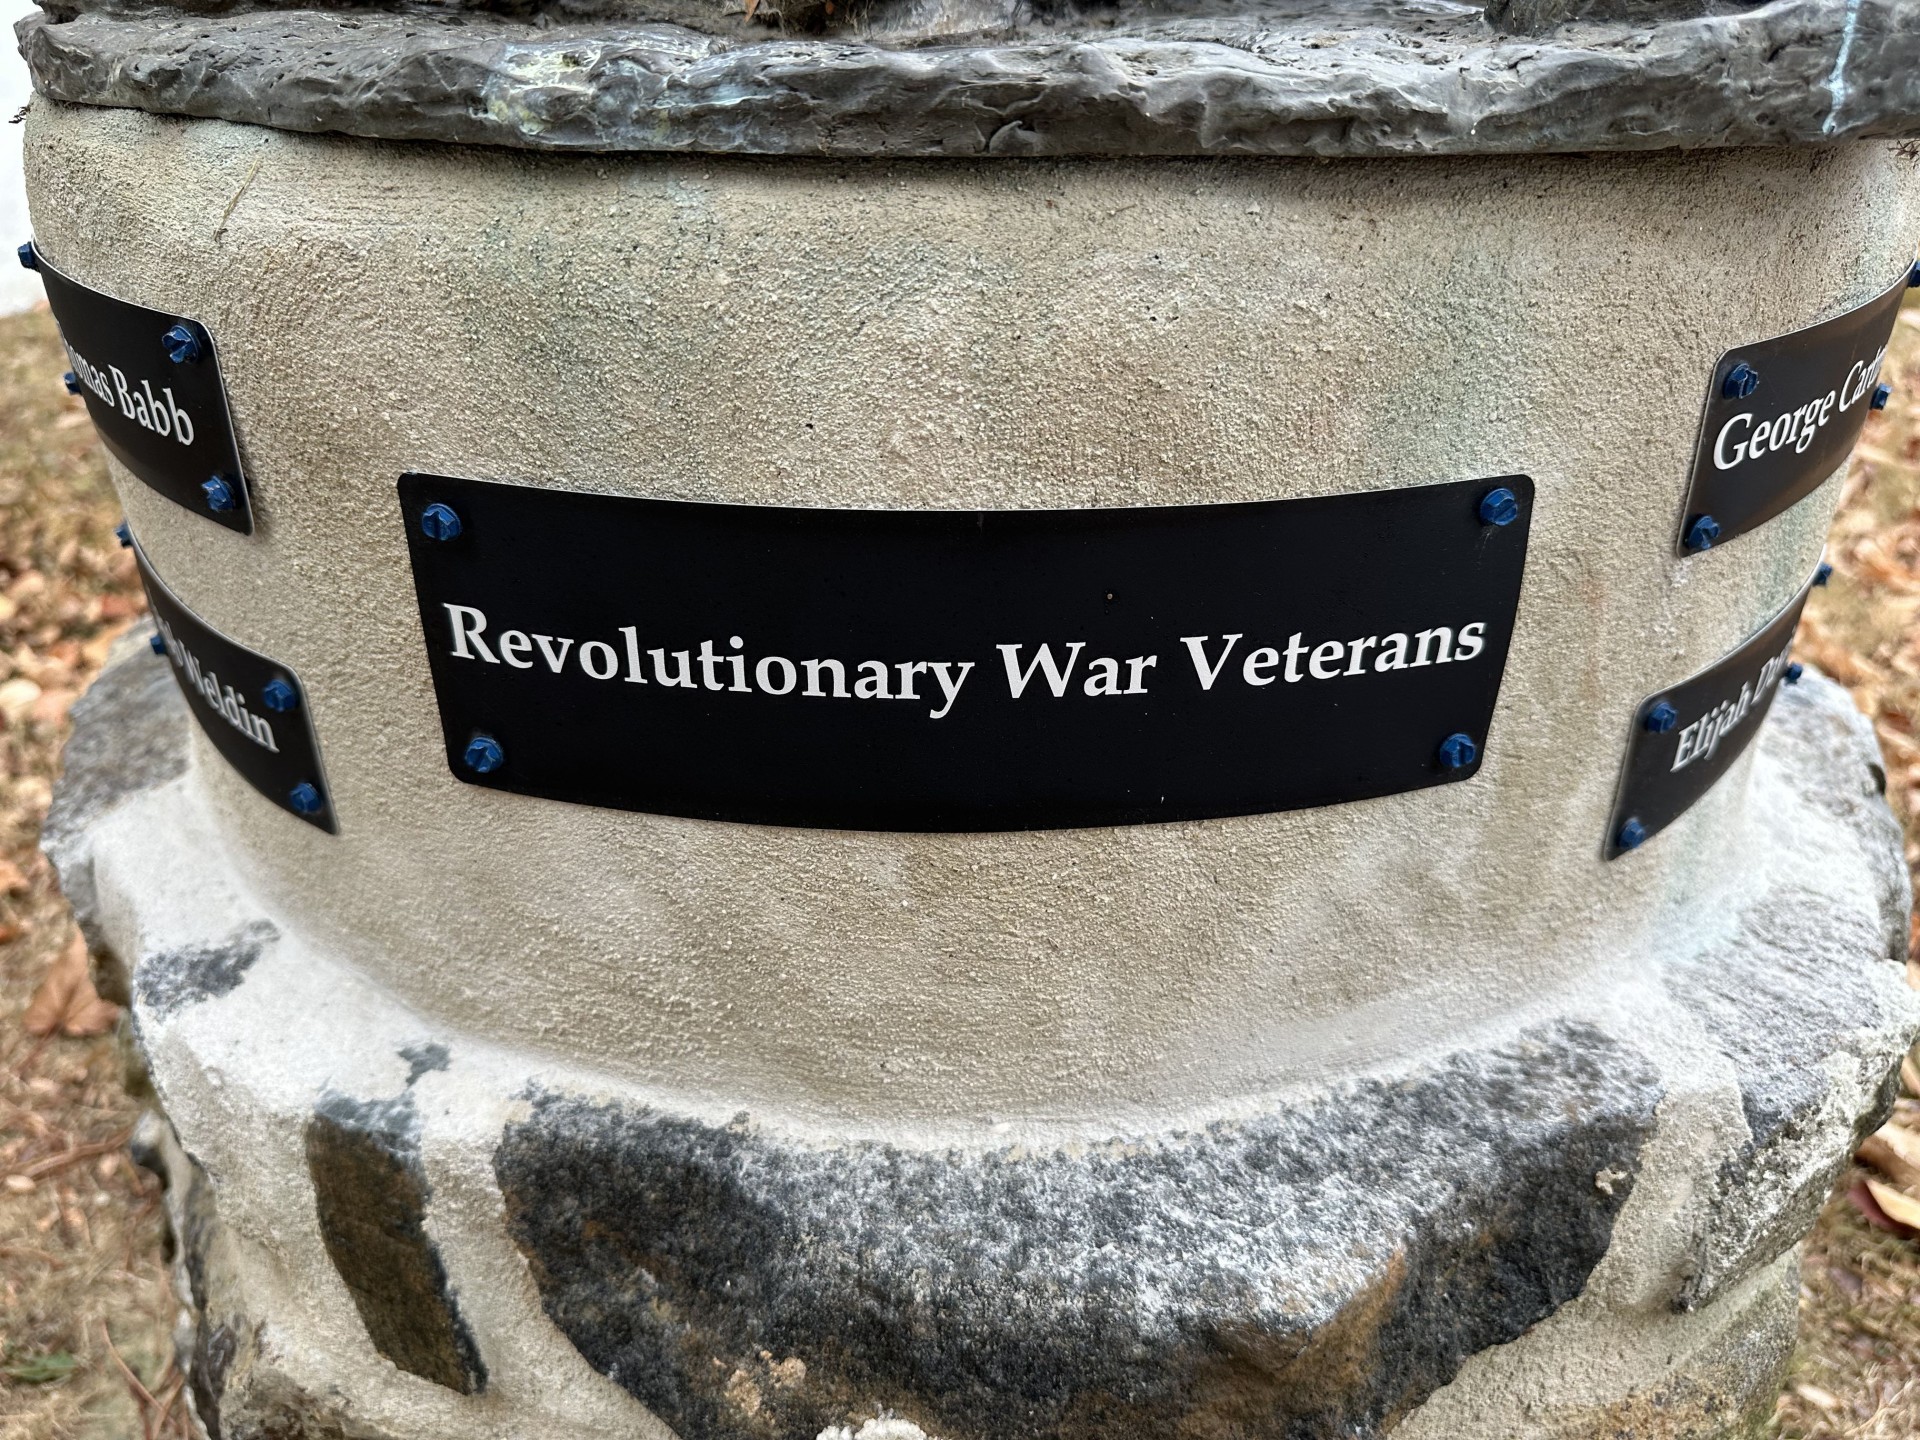 Babb
Weldin
Revolutionary War Veterans
George
Elijah